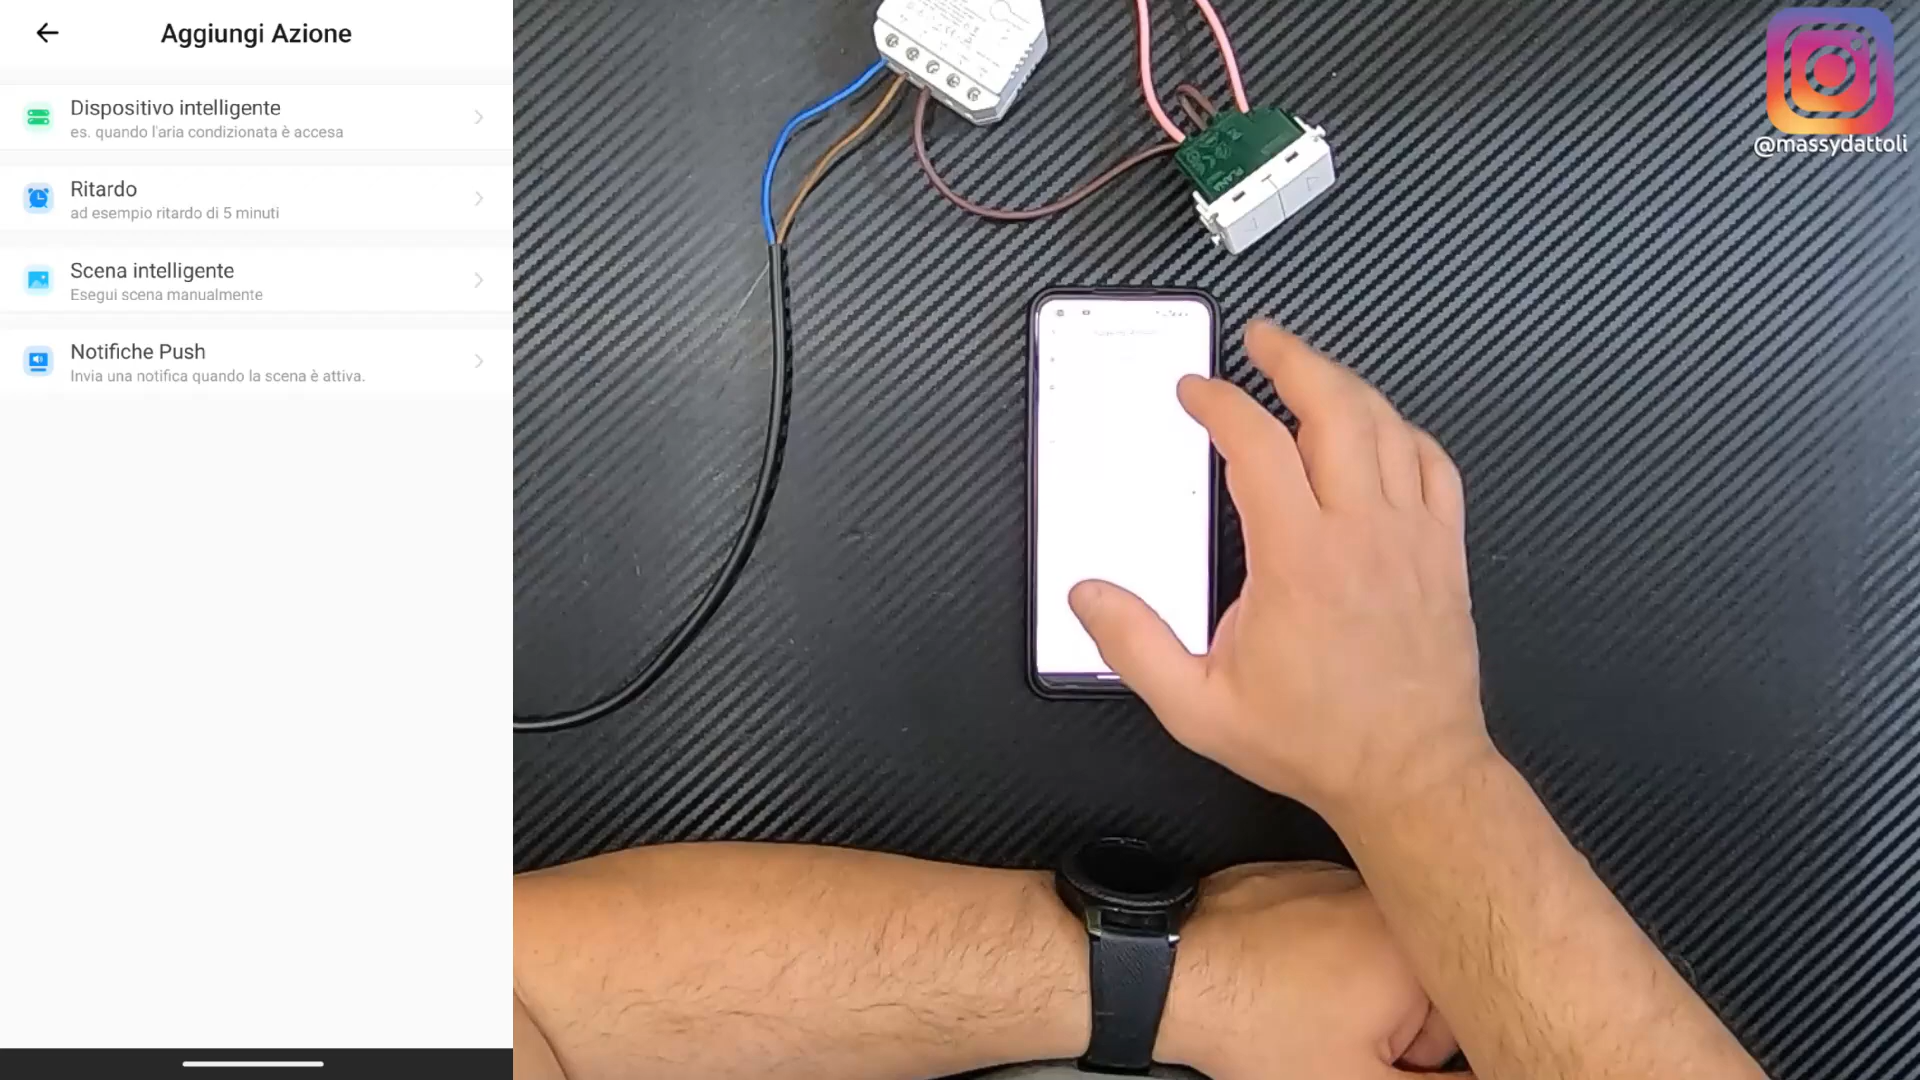 Aggiungi Azione
Dispositivo intelligente
es. quando l'aria condizionata è accesa
Ritardo
ad esempio ritardo di 5 minuti
Scena intelligente
Esegui scena manualmente
Notifiche Push
Invia una notifica quando la scena è attiva.
@massydattoli